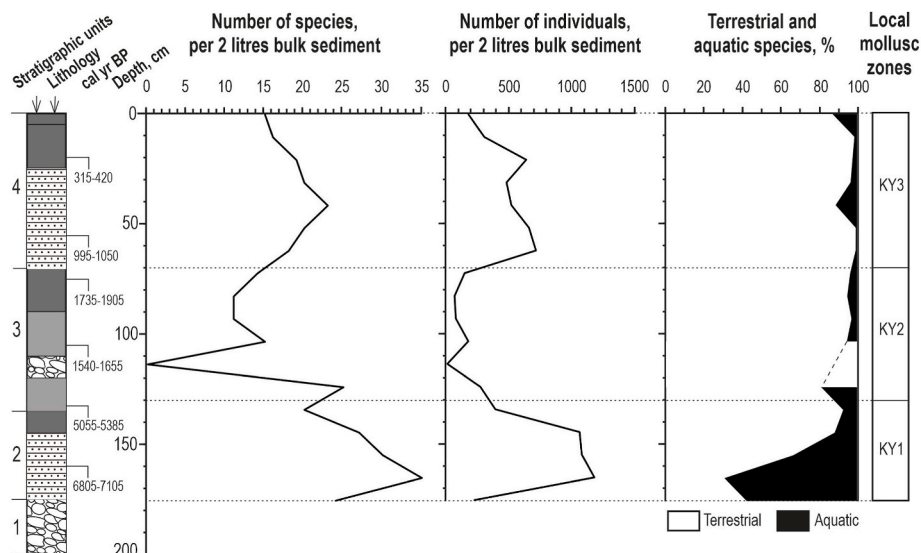 Number of species,
per 2 litres bulk sediment
Number of individuals,
per 2 litres bulk sediment
Terrestrial and
aquatic species, %
Local
mollusc
zones
Stratigraphic units
Lithology
cal yr BP
Depth, cm
0 5 10 15 20 25 30 35
0 500 1000 1500
0 20 40 60 80 100
0
50
100
150
200
4
3
2
1
315-420
995-1050
1735-1905
1540-1655
5055-5385
6805-7105
KY3
KY2
KY1
Terrestrial Aquatic